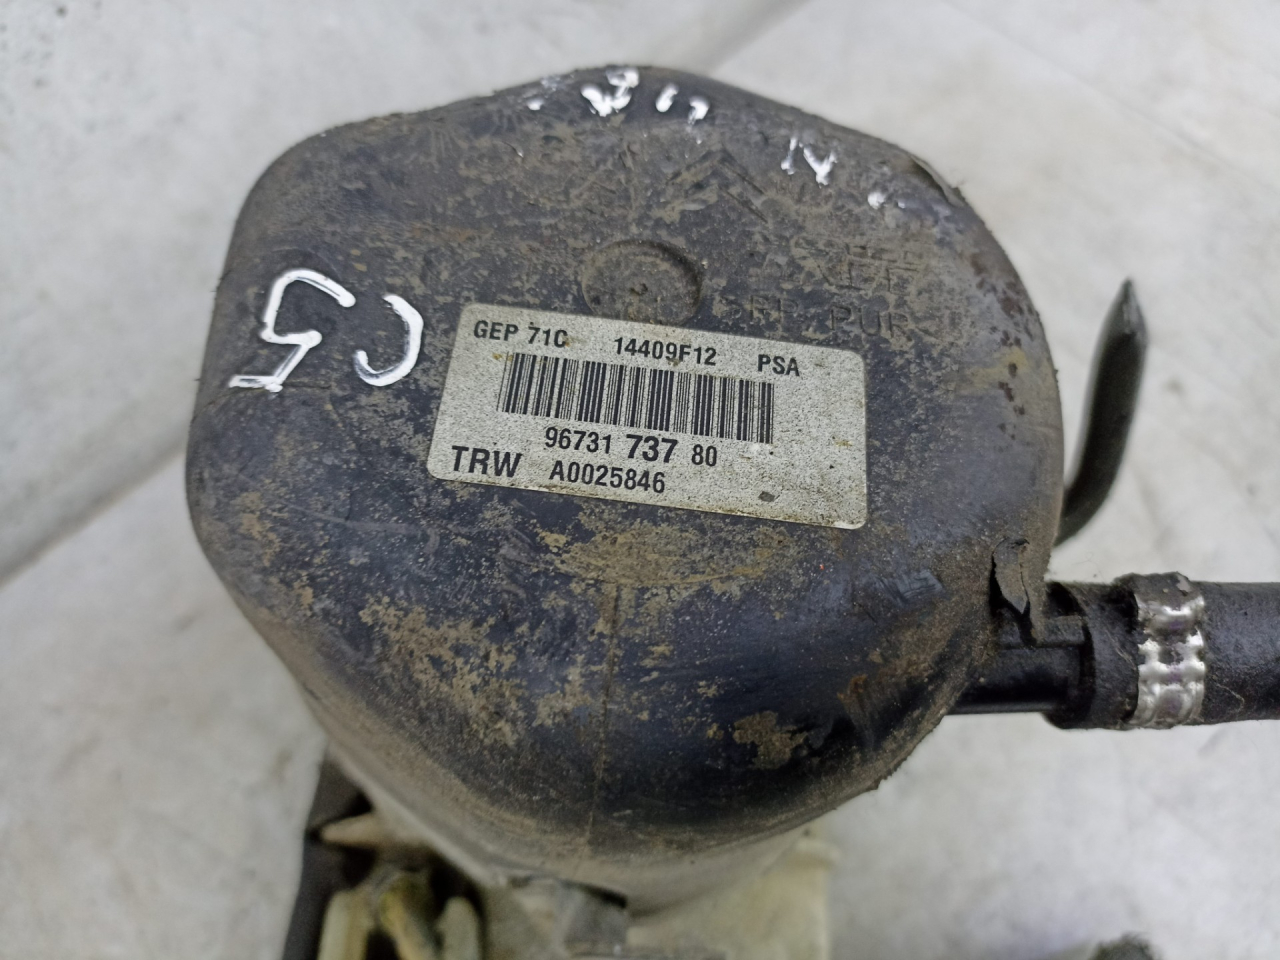 C5
GEP 71C 14409F12 PSA
96731 737 80
TRW A0025846